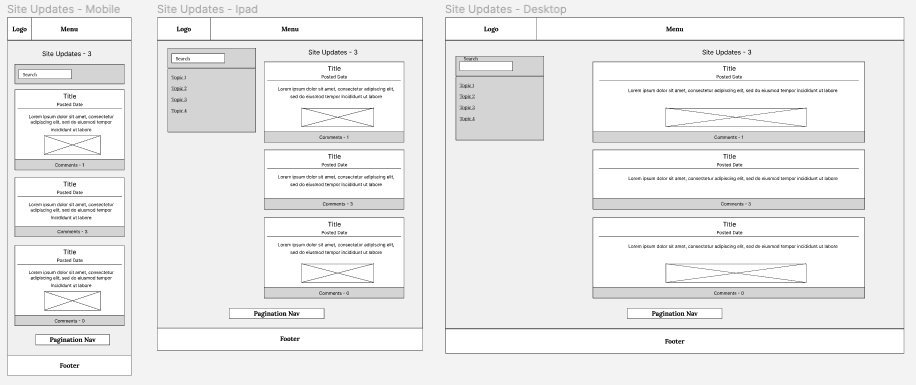 Site Updates - Mobile
Logo
Menu
Site Updates - 3
Search
Title
Posted Date
Lorem ipsum dolor sit amet, consectetur
adipiscing elit, sed do eiusmod tempor
incididunt ut labore
Comments - 1
Title
Posted Date
Lorem ipsum dolor sit amet, consectetur
adipiscing elit, sed do eiusmod tempor
incididunt ut labore
Comments - 3
Title
Posted Date
Lorem ipsum dolor sit amet, consectetur
adipiscing elit, sed do eiusmod tempor
incididunt ut labore
Comments - 0
Pagination Nav
Footer
Site Updates - Ipad
Logo
Menu
Search
Topic 1
Topic 2
Topic 3
Topic 4
Site Updates - 3
Title
Posted Date
Lorem ipsum dolor sit amet, consectetur adipiscing elit,
sed do eiusmod tempor incididunt ut labore
Comments - 1
Title
Posted Date
Lorem ipsum dolor sit amet, consectetur adipiscing elit,
sed do eiusmod tempor incididunt ut labore
Comments - 3
Title
Posted Date
Lorem ipsum dolor sit amet, consectetur adipiscing elit,
sed do eiusmod tempor incididunt ut labore
Comments - 0
Pagination Nav
Footer
Site Updates - Desktop
Logo
Menu
Search
Topic 1
Topic 2
Topic 3
Topic 4
Site Updates - 3
Title
Posted Date
Lorem ipsum dolor sit amet, consectetur adipiscing elit, sed do eiusmod tempor incididunt ut labore
Comments - 1
Title
Posted Date
Lorem ipsum dolor sit amet, consectetur adipiscing elit, sed do eiusmod tempor incididunt ut labore
Comments - 3
Title
Posted Date
Lorem ipsum dolor sit amet, consectetur adipiscing elit, sed do eiusmod tempor incididunt ut labore
Comments - 0
Pagination Nav
Footer